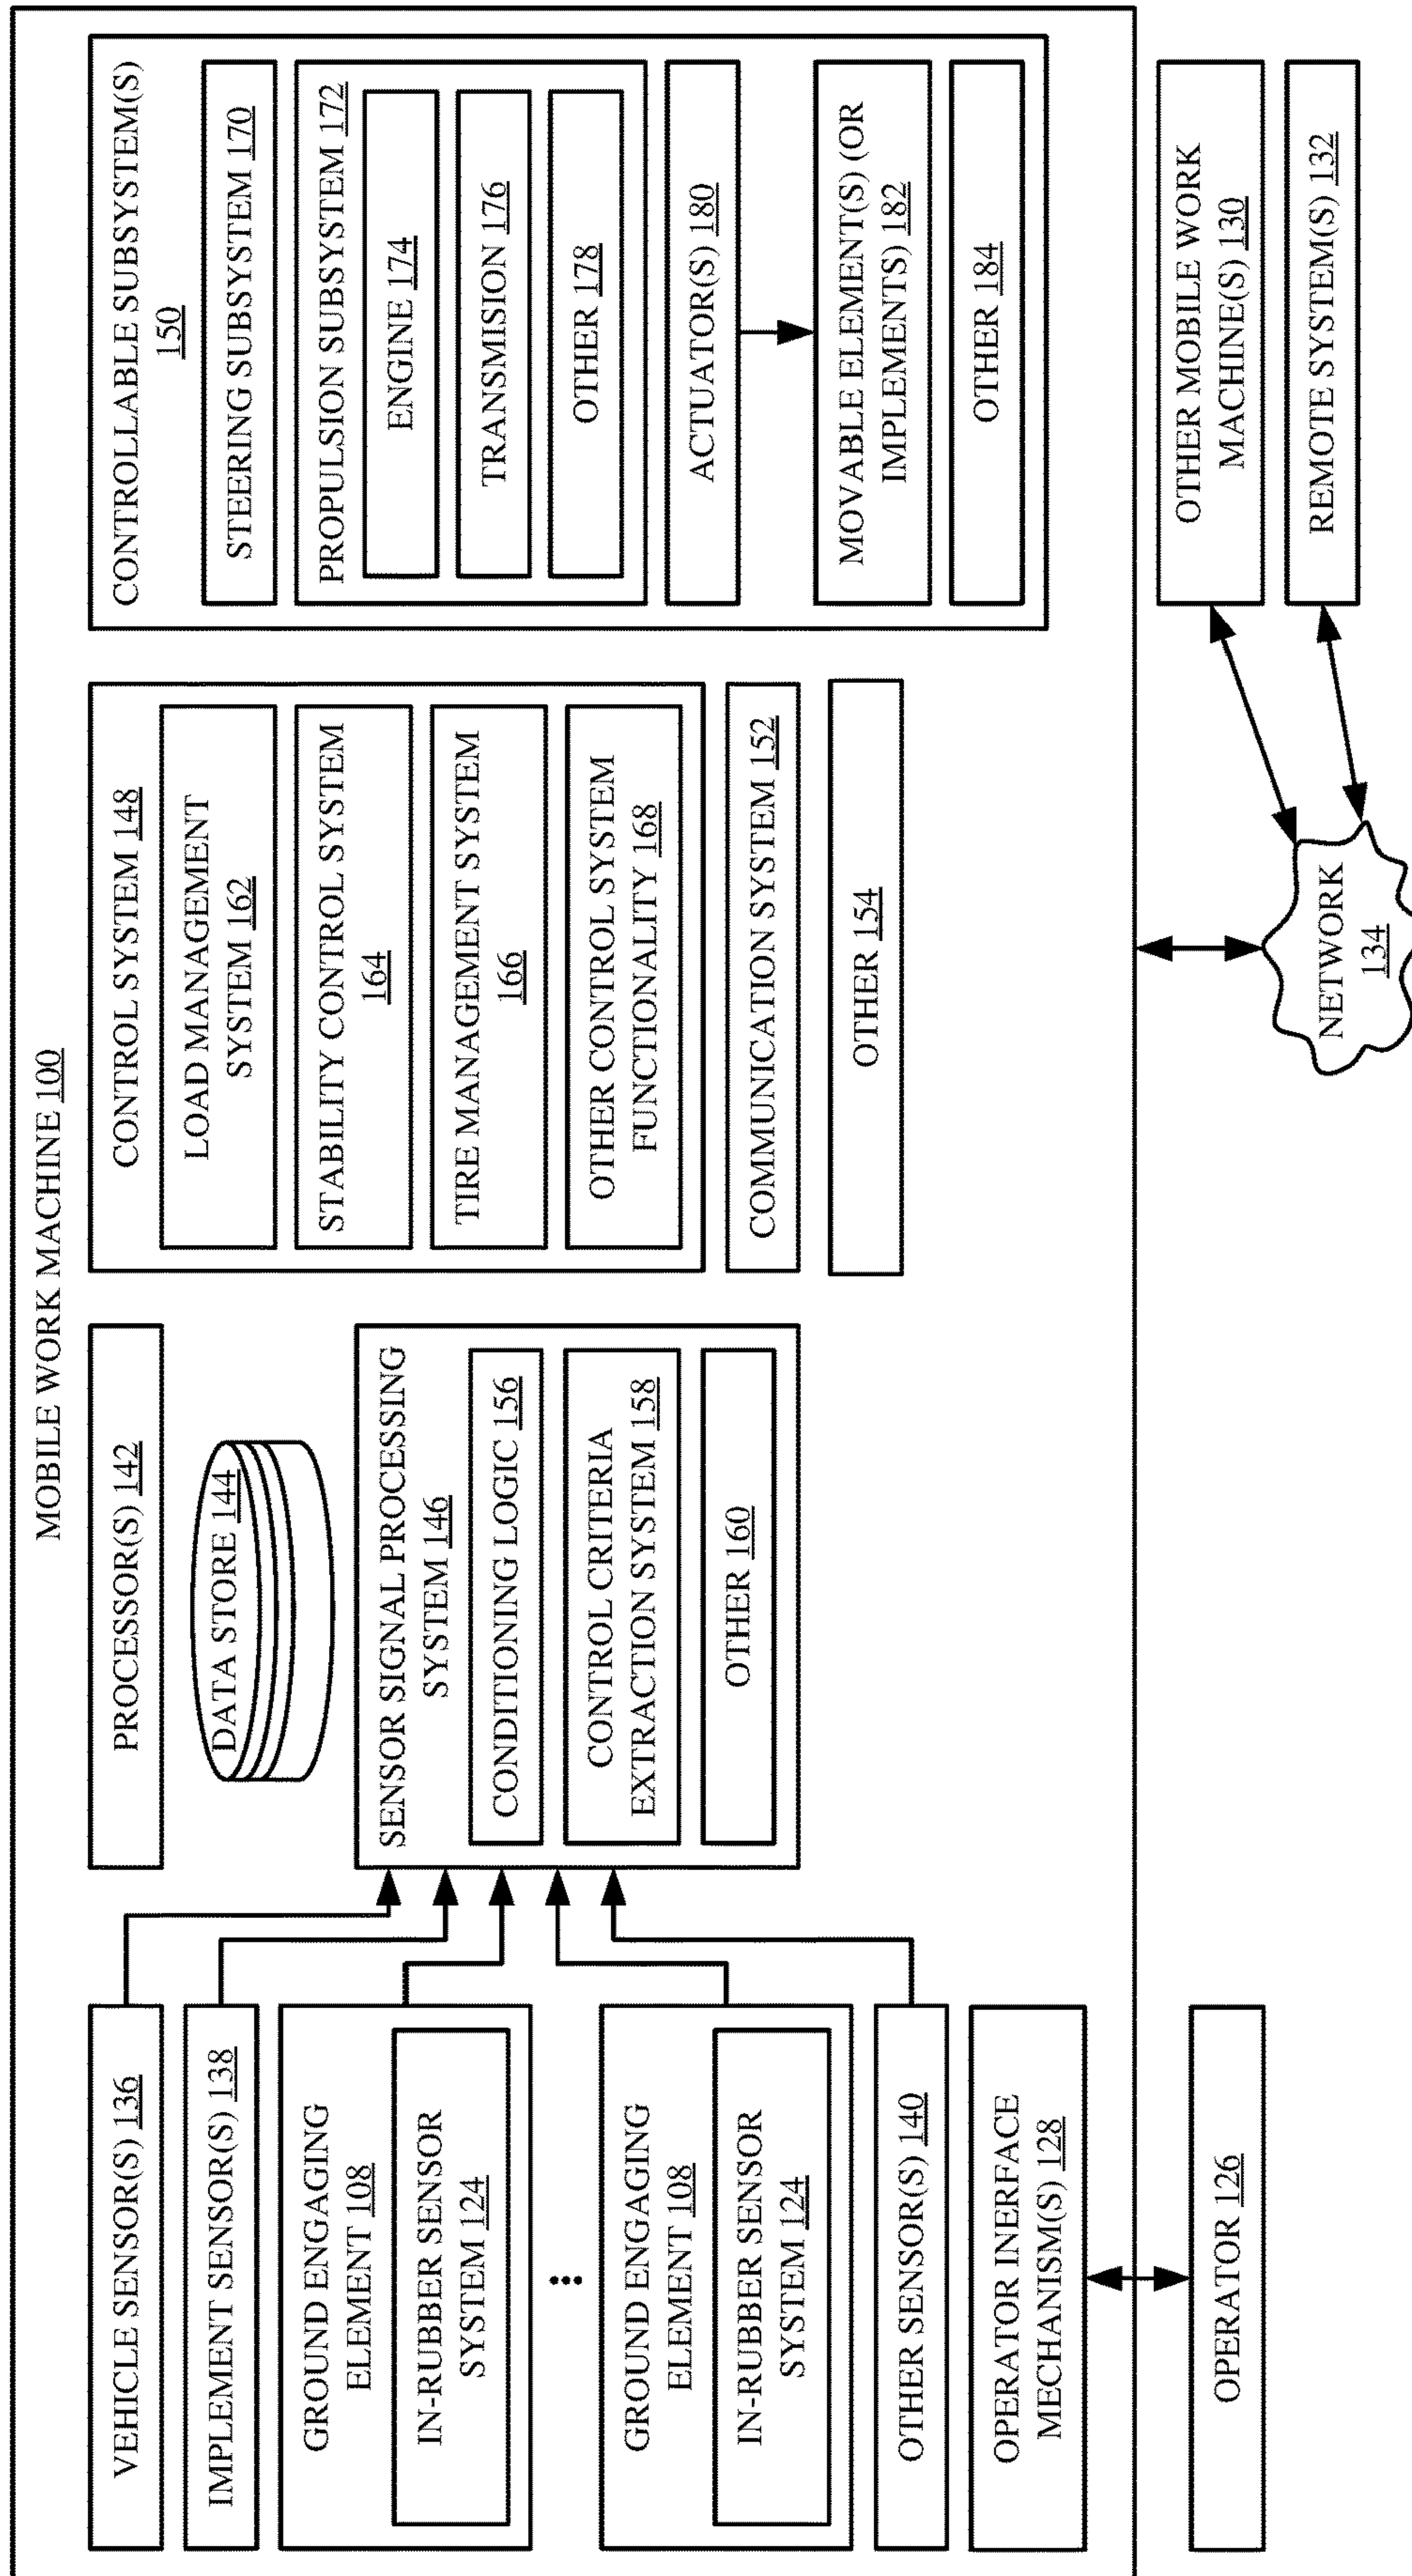 MOBILE WORK MACHINE 100
VEHICLE SENSOR(S) 136
IMPLEMENT SENSOR(S) 138
GROUND ENGAGING
ELEMENT 108
IN-RUBBER SENSOR
SYSTEM 124
GROUND ENGAGING
ELEMENT 108
IN-RUBBER SENSOR
SYSTEM 124
OTHER SENSOR(S) 140
OPERATOR INERFACE
MECHANISM(S) 128
OPERATOR 126
PROCESSOR(S) 142
DATA STORE 144
SENSOR SIGNAL PROCESSING
SYSTEM 146
CONDITIONING LOGIC 156
CONTROL CRITERIA
EXTRACTION SYSTEM 158
OTHER 160
CONTROL SYSTEM 148
LOAD MANAGEMENT
SYSTEM 162
STABILITY CONTROL SYSTEM
164
TIRE MANAGEMENT SYSTEM
166
OTHER CONTROL SYSTEM
FUNCTIONALITY 168
COMMUNICATION SYSTEM 152
OTHER 154
CONTROLLABLE SUBSYSTEM(S)
150
STEERING SUBSYSTEM 170
PROPULSION SUBSYSTEM 172
ENGINE 174
TRANSMISION 176
OTHER 178
ACTUATOR(S) 180
MOVABLE ELEMENT(S) (OR
IMPLEMENTS) 182
OTHER 184
NETWORK
134
OTHER MOBILE WORK
MACHINE(S) 130
REMOTE SYSTEM(S) 132